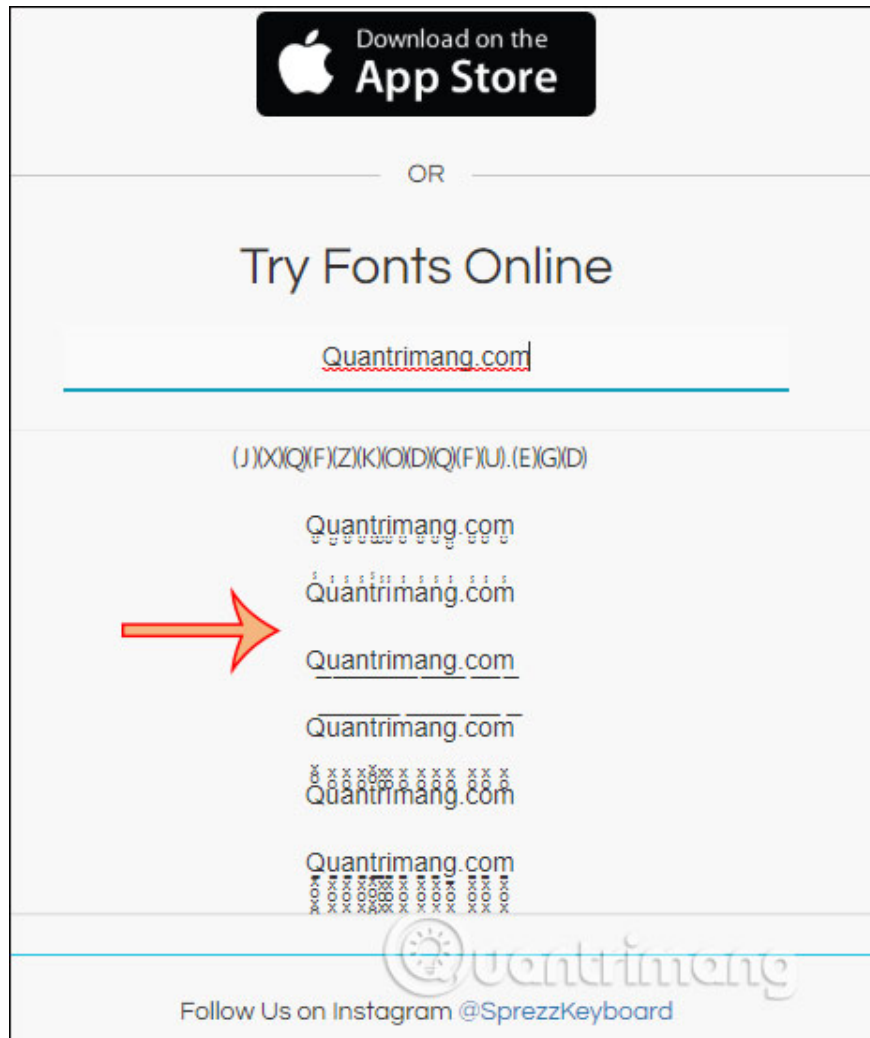 Download on the
App Store
OR
Try Fonts Online
Quantrimang.com
(J)(X)(Q)(F)(Z)(K)(O)(D)(Q)(F)(U).(E)(G)(D)
Quantrimang.com
Quantrimang.com
Quantrimang.com
Quantrimang.com
Quantrimang.com
Quantrimang.com
Quantrimang
Follow Us on Instagram @SprezzKeyboard